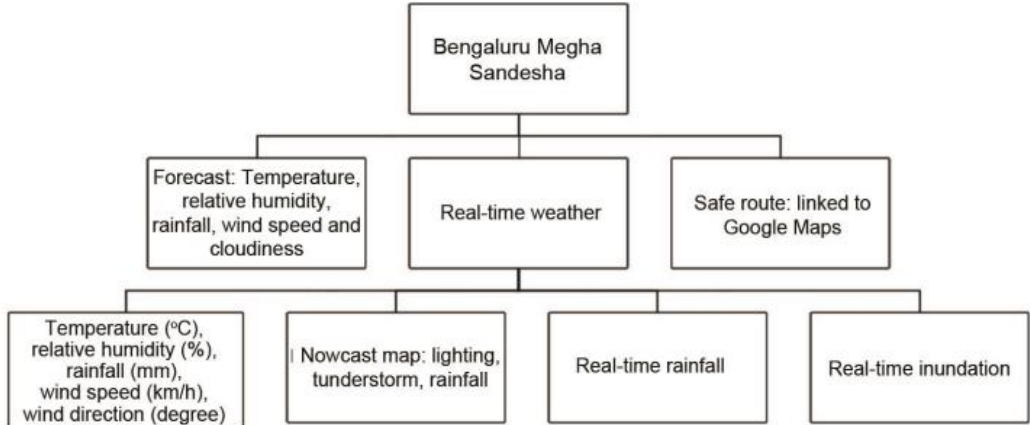 Bengaluru Megha
Sandesha
Forecast: Temperature,
relative humidity,
rainfall, wind speed and
cloudiness
Real-time weather
Safe route: linked to
Google Maps
Temperature (ºC),
relative humidity (%),
rainfall (mm),
wind speed (km/h),
wind direction (degree)
Nowcast map: lighting,
tunderstorm, rainfall
Real-time rainfall
Real-time inundation